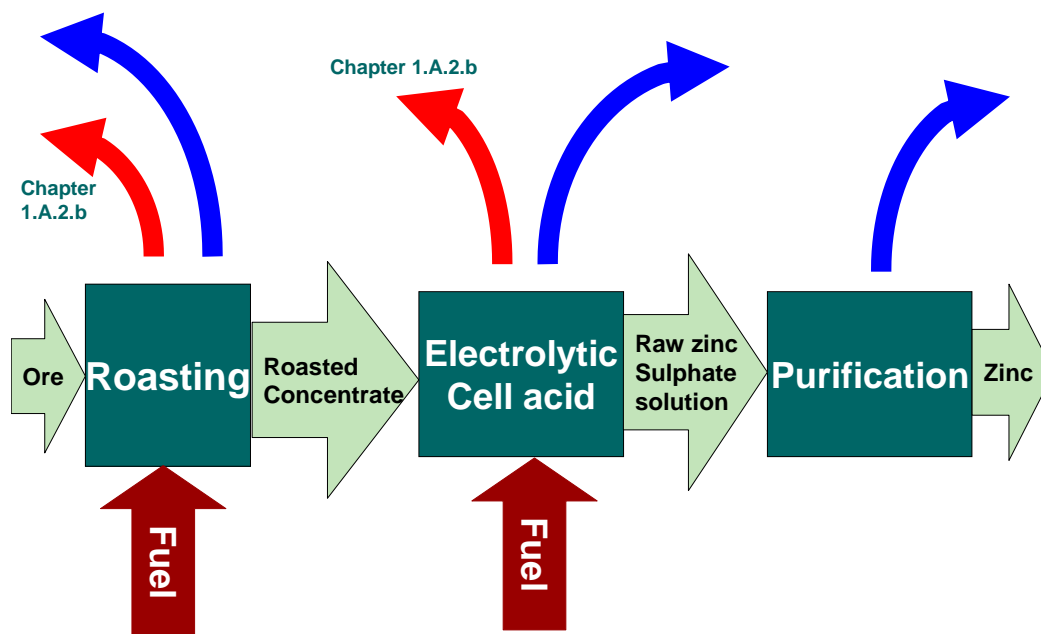 Chapter 1.A.2.b
Chapter
1.A.2.b
Ore
Roasting
Roasted
Concentrate
Electrolytic
Cell acid
Raw zinc
Sulphate
solution
Purification
Zinc
Fuel
Fuel